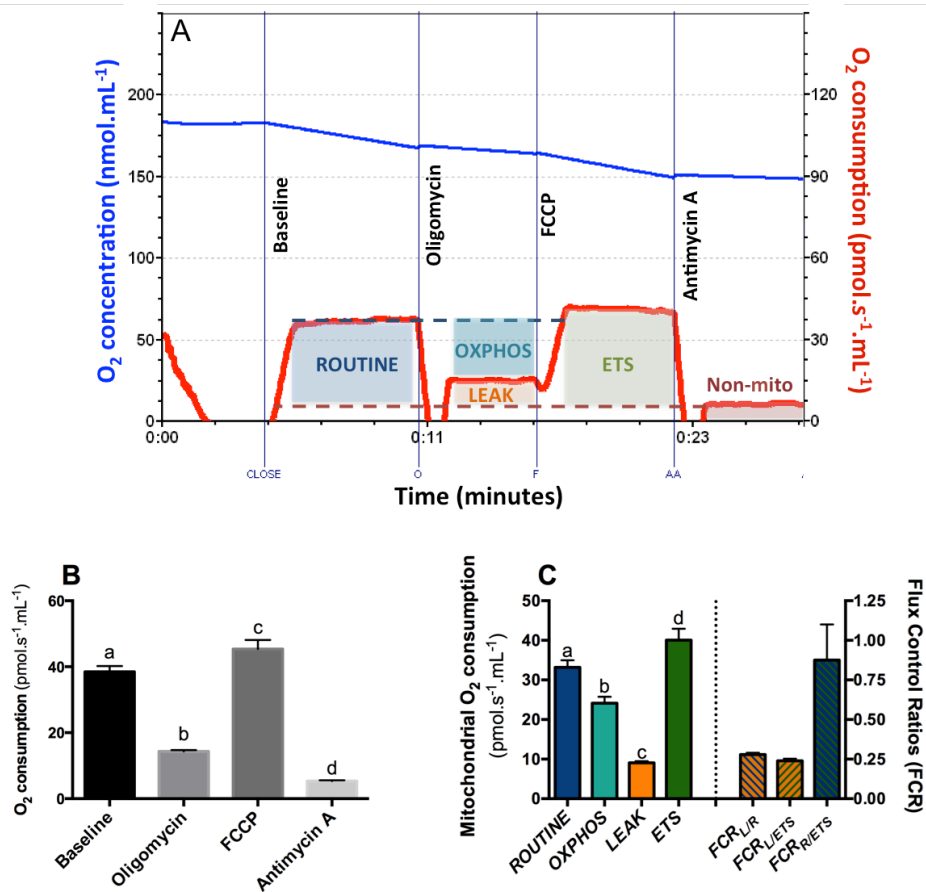 A
O2 concentration (nmol.mL-1)
O2 consumption (pmol.s-1.mL-1)
200
150
100
50
0
120
90
60
30
0
Baseline
Oligomycin
FCCP
Antimycin A
ROUTINE
OXPHOS
LEAK
ETS
Non-mito
0:00
0:11
0:23
CLOSE
O
F
AA
Time (minutes)
B
O2 consumption (pmol.s-1.mL-1)
60
40
20
0
a
b
c
d
Baseline
Oligomycin
FCCP
Antimycin A
C
Mitochondrial O2 consumption
(pmol.s-1.mL-1)
50
40
30
20
10
0
a
b
c
d
ROUTINE
OXPHOS
LEAK
ETS
FCRL/R
FCRL/ETS
FCRR/ETS
1.25
1.00
0.75
0.50
0.25
0.00
Flux Control
Ratios (FCR)